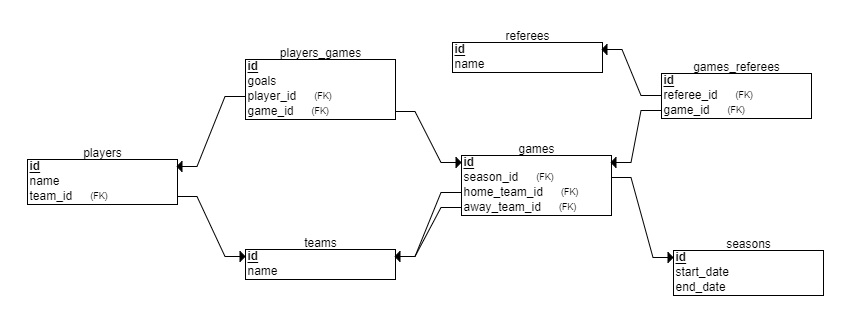 referees
id
name
players_games
id
goals
player_id (FK)
game_id (FK)
games_referees
id
referee_id (FK)
game_id (FK)
players
id
name
team_id (FK)
games
id
season_id (FK)
home_team_id (FK)
away_team_id (FK)
teams
id
name
seasons
id
start_date
end_date